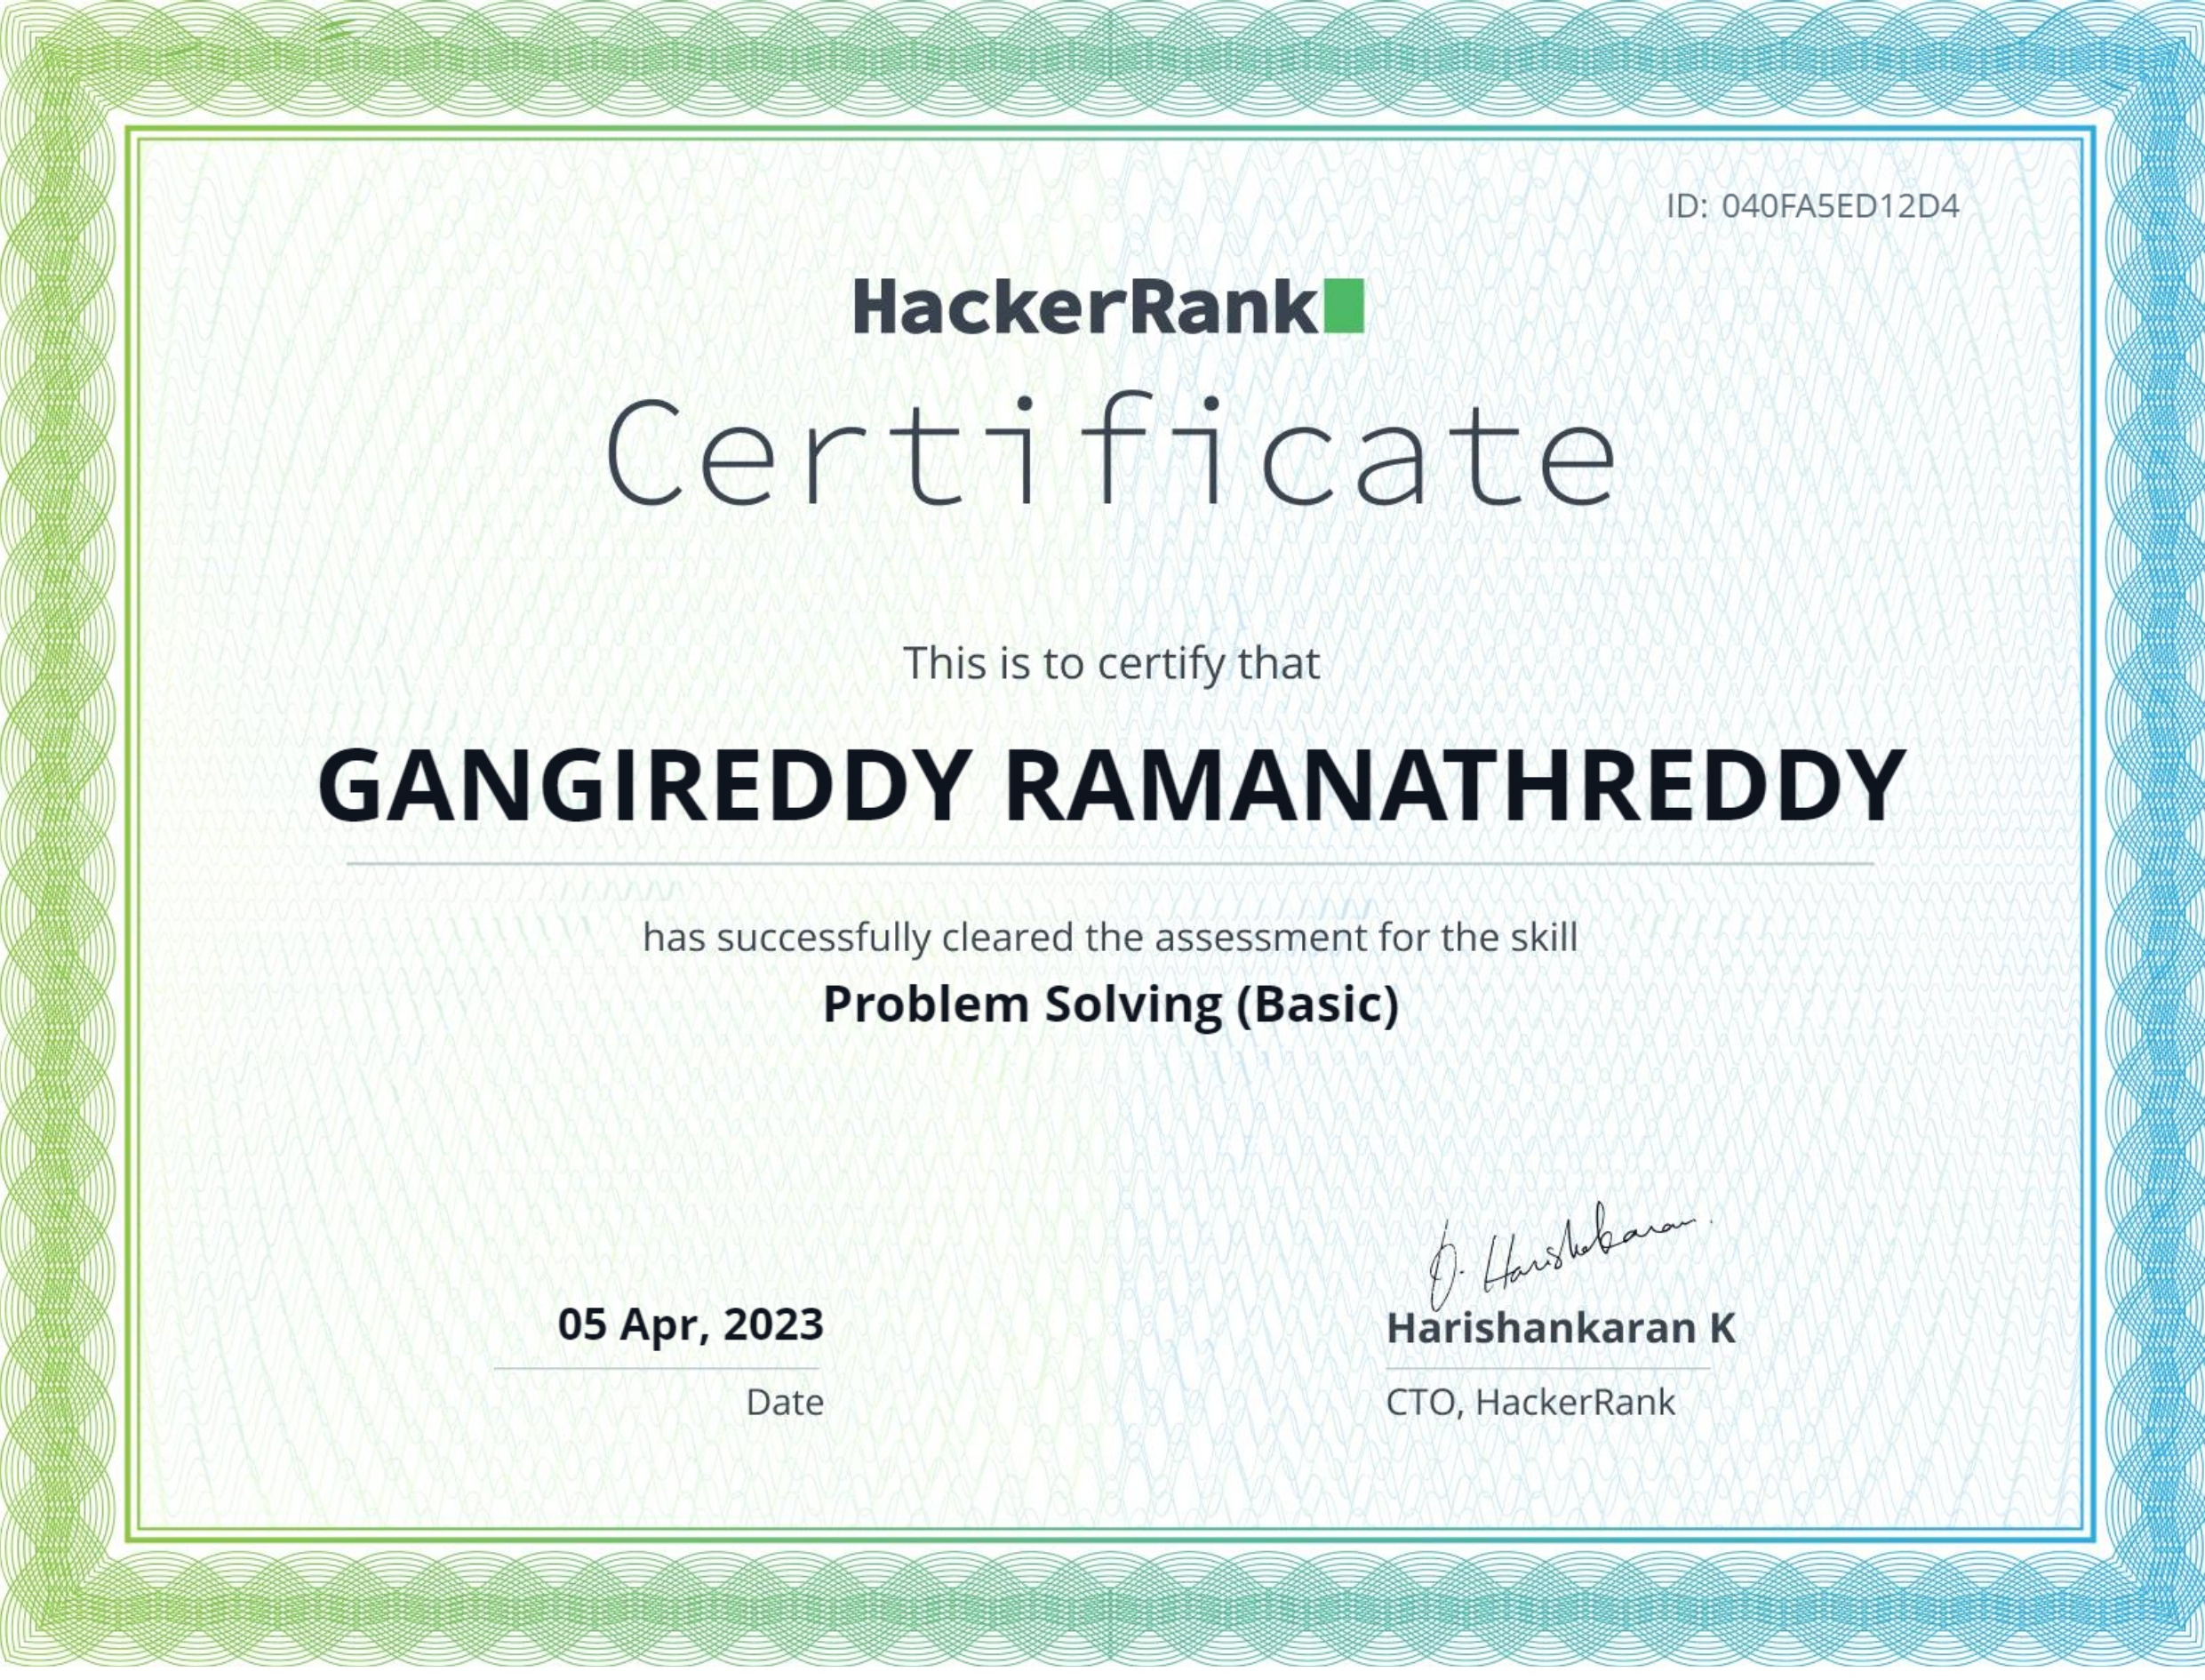 ID: 040FA5ED12D4
HackerRank
Certificate
This is to certify that
GANGIREDDY RAMANATHREDDY
has successfully cleared the assessment for the skill
Problem Solving (Basic)
05 Apr, 2023
Date
Harishankaran K
CTO, HackerRank